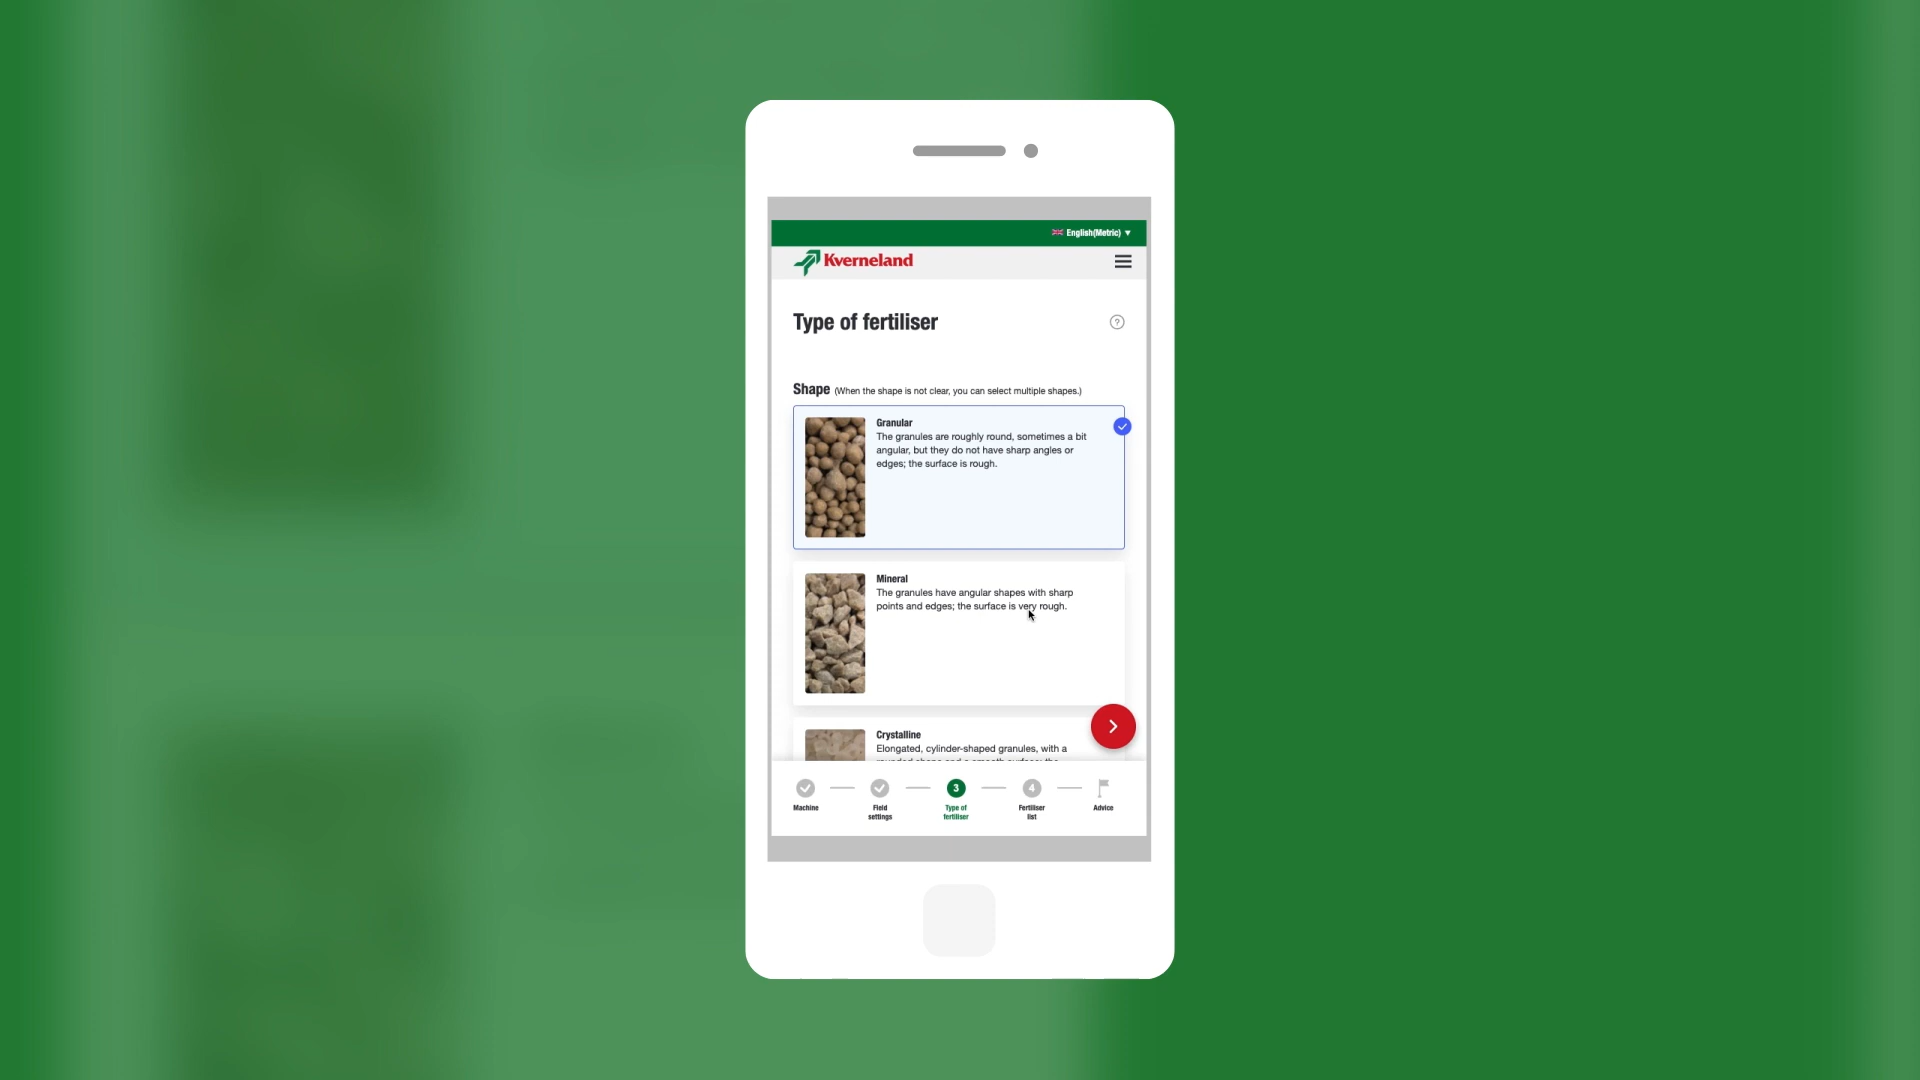 English(Metric) ▼
Kverneland
Type of fertiliser
?
Shape (When the shape is not clear, you can select multiple shapes.)
Granular
The granules are roughly round, sometimes a bit
angular, but they do not have sharp angles or
edges; the surface is rough.
Mineral
The granules have angular shapes with sharp
points and edges; the surface is very rough.
Crystalline
Elongated, cylinder-shaped granules, with a
3
4
Machine
Field
settings
Type of
fertiliser
Fertiliser
list
Advice